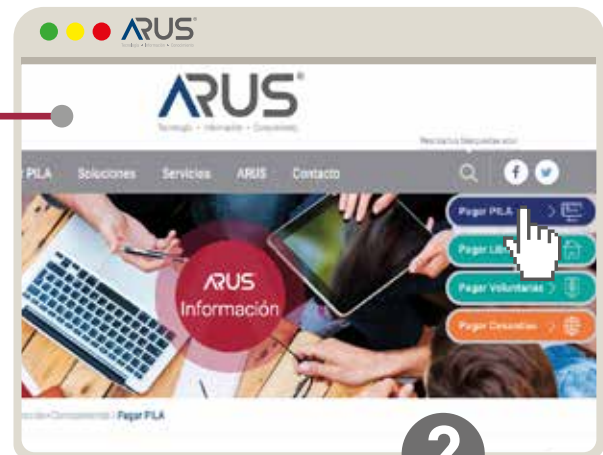 ARUS
ARUS
Tecnología • Información • Conocimiento
PILA Soluciones Servicios ARUS Contacto
Pagar PILA
Pagar
Pagar Voluntarias
Pagar Cesantías
ARUS
Información
Pagar PILA
2